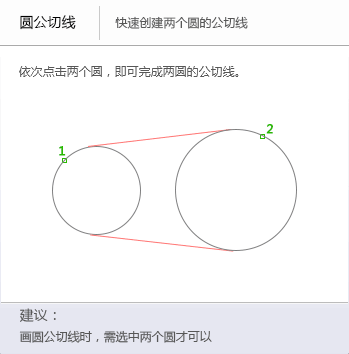 圆公切线 快速创建两个圆的公切线
依次点击两个圆，即可完成两圆的公切线。
1
2
建议：
画圆公切线时，需选中两个圆才可以